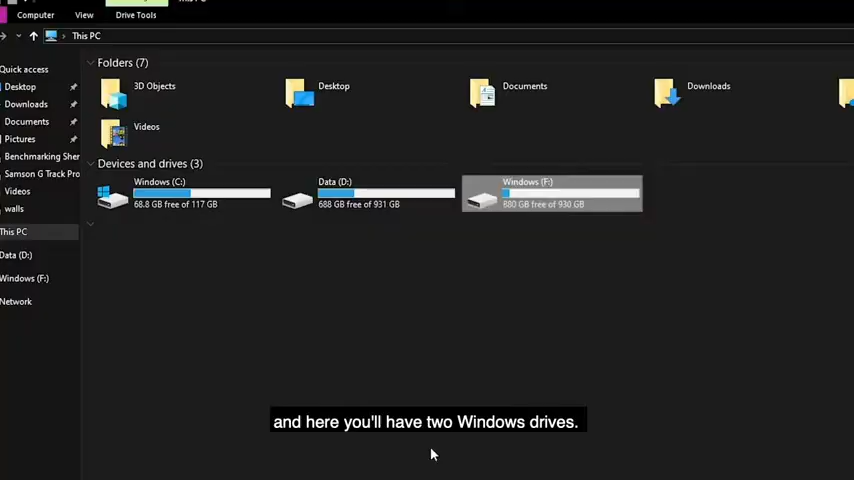 Computer View Drive Tools
This PC
Quick access
Desktop
Downloads
Documents
Pictures
Benchmarking Sher
Samson G Track Pro
Videos
walls
This PC
Data (D:)
Windows (F:)
Network
Folders (7)
3D Objects
Desktop
Documents
Downloads
Videos
Devices and drives (3)
Windows (C:)
68.8 GB free of 117 GB
Data (D:)
688 GB free of 931 GB
Windows (F:)
880 GB free of 930 GB
and here you'll have two Windows drives.